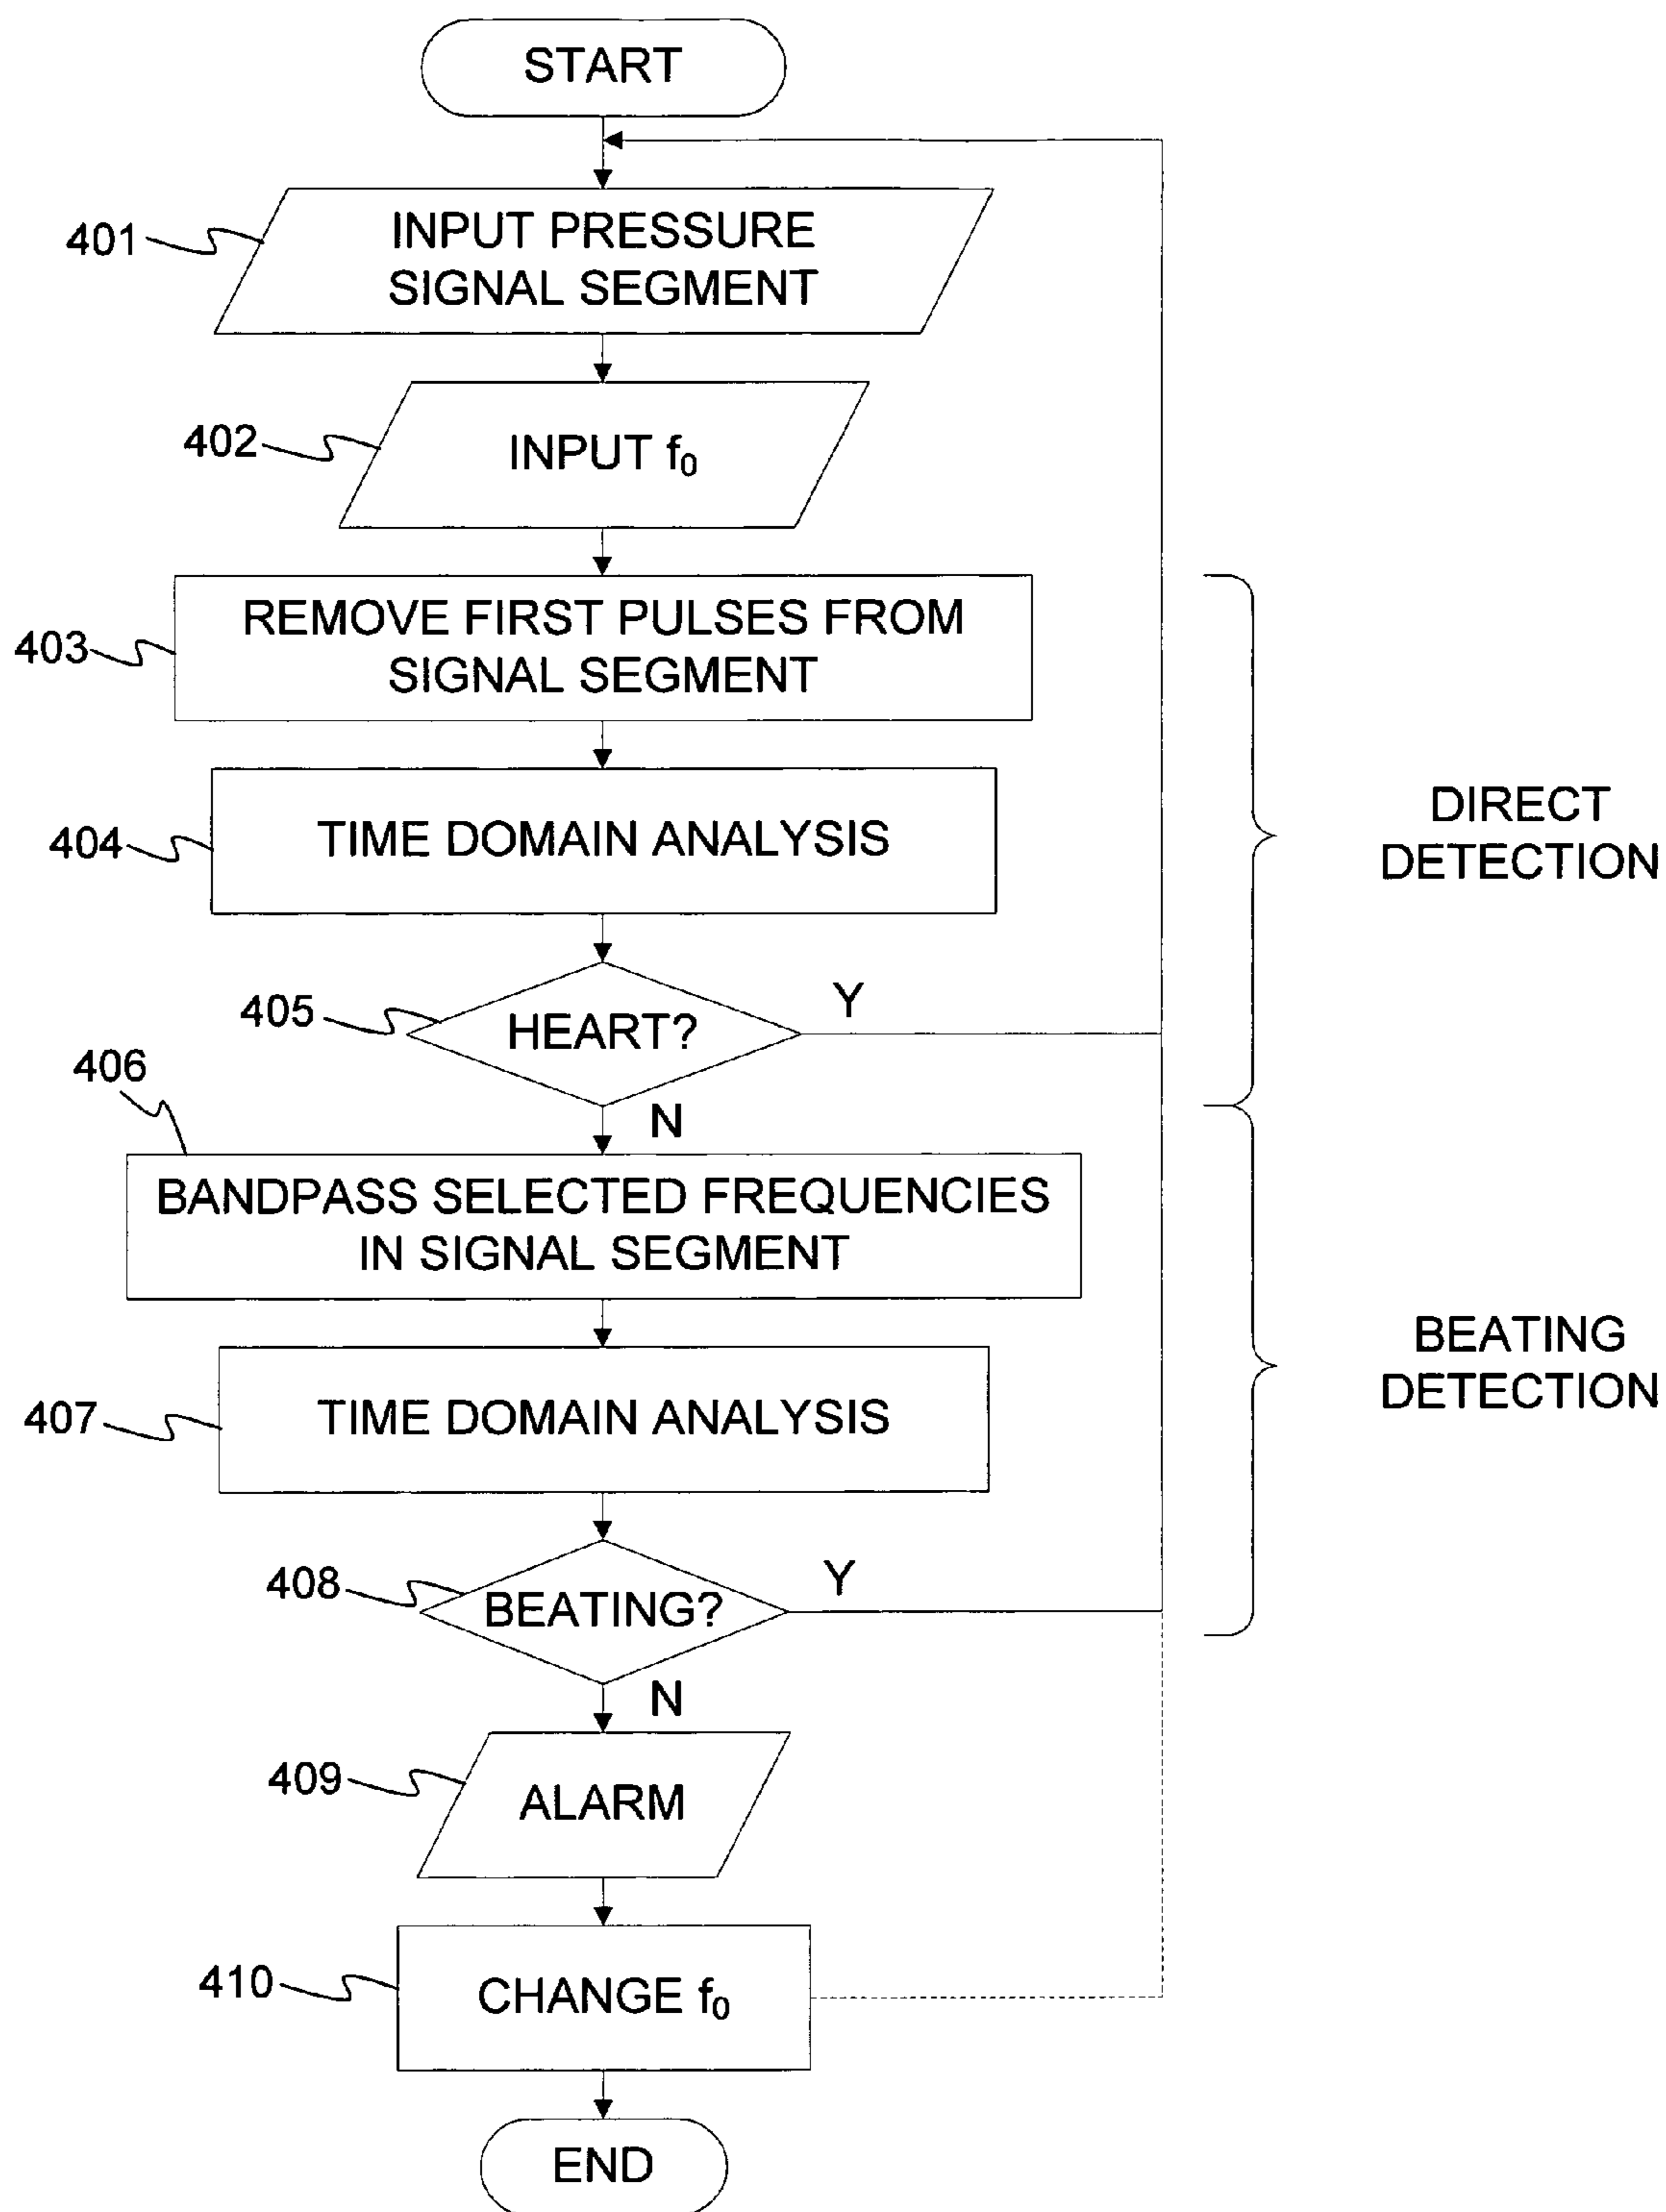 START
401
INPUT PRESSURE
SIGNAL SEGMENT
402
INPUT f₀
403
REMOVE FIRST PULSES FROM
SIGNAL SEGMENT
404
TIME DOMAIN ANALYSIS
DIRECT
DETECTION
405
HEART?
Y
N
406
BANDPASS SELECTED FREQUENCIES
IN SIGNAL SEGMENT
407
TIME DOMAIN ANALYSIS
BEATING
DETECTION
408
BEATING?
Y
N
409
ALARM
410
CHANGE f₀
END